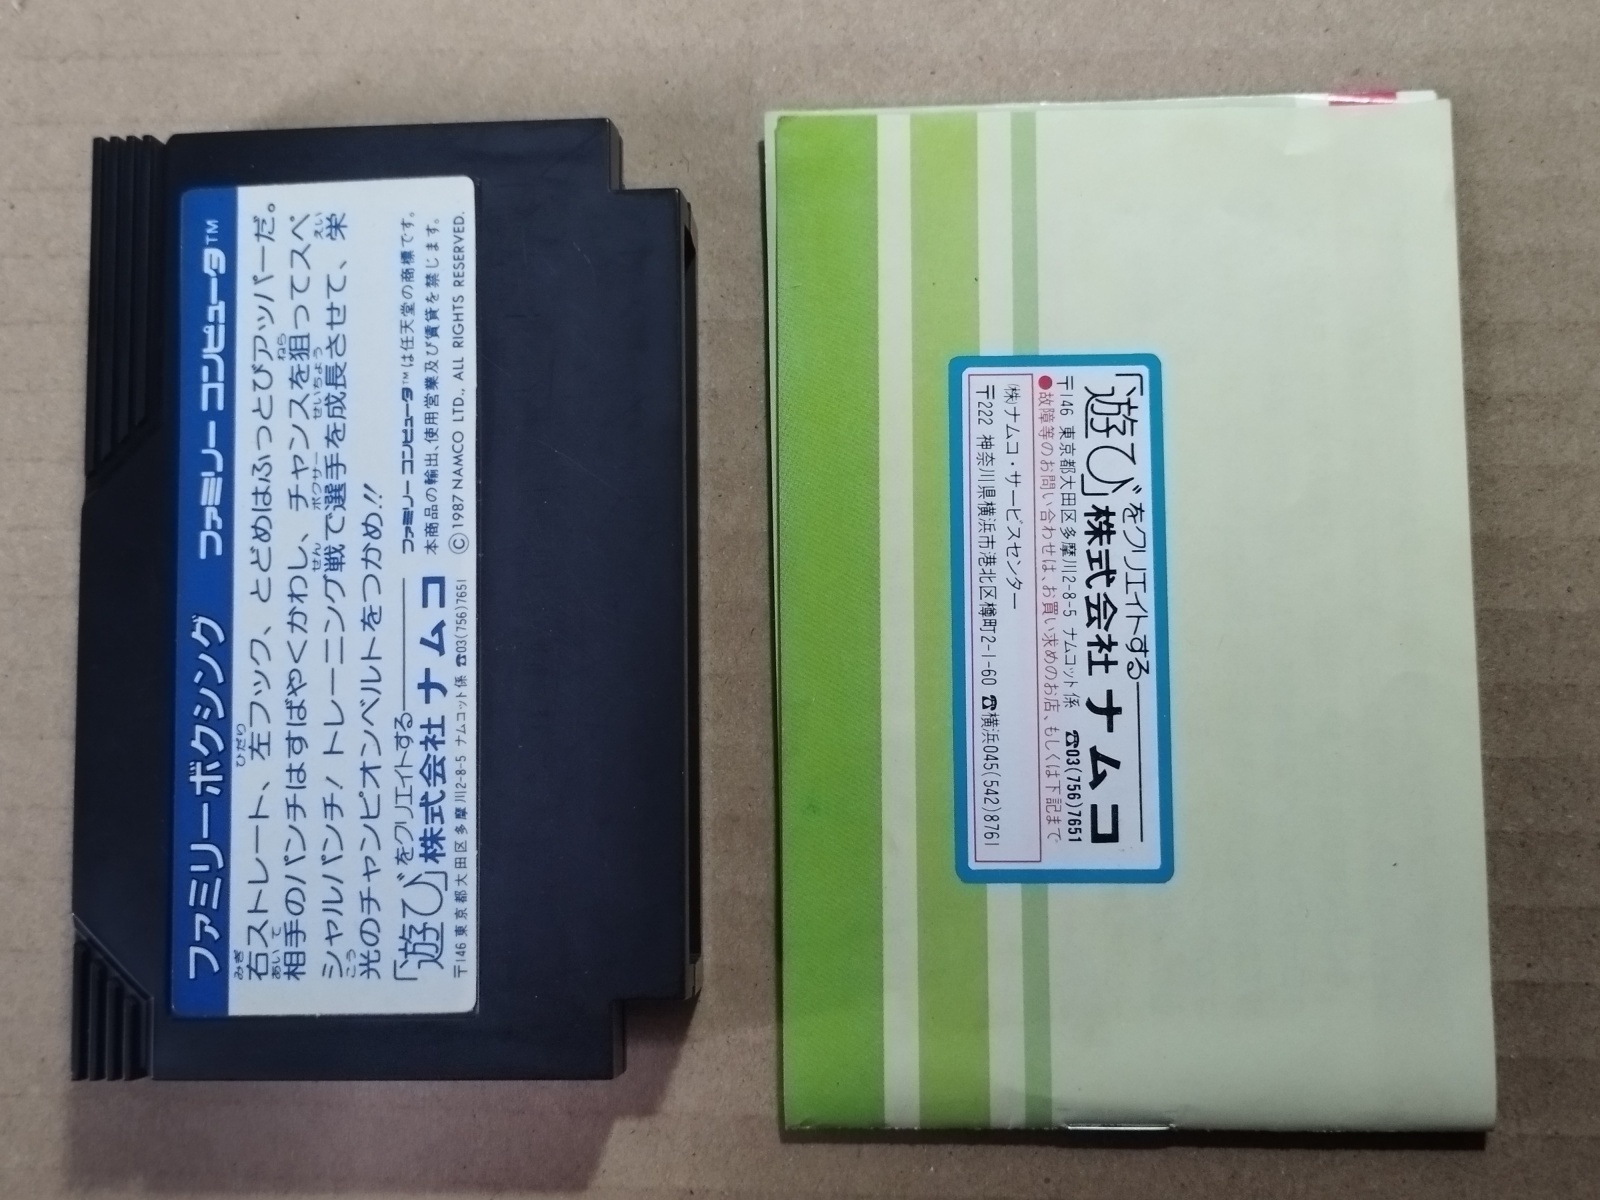 ファミリーボクシング ファミリーコンピュータ™
右ストレート、左フック、とどめはふっとびアッパーだ。
相手のパンチはすばやくかわし、チャンスを狙ってスペ
シャルパンチ！トレーニング戦で選手を成長させて、栄
光のチャンピオンベルトをつかめ!!
「遊び」をクリエイトする
株式会社ナムコ
〒146 東京都大田区多摩川2-8-5 ナムコット係 ☎03(756)7651
ファミリーコンピュータ™は任天堂の商標です。
本商品の輸出、使用営業及び賃貸を禁じます。
©1987 NAMCO LTD., ALL RIGHTS RESERVED.
「遊び」をクリエイトする
株式会社ナムコ
〒146 東京都大田区多摩川2-8-5 ナムコット係 ☎03(756)7651
●故障等のお問い合わせは、お買い求めのお店、もしくは下記まで
㈱ナムコ・サービスセンター
〒222 神奈川県横浜市港北区樽町2-1-60 ☎横浜045(542)8761